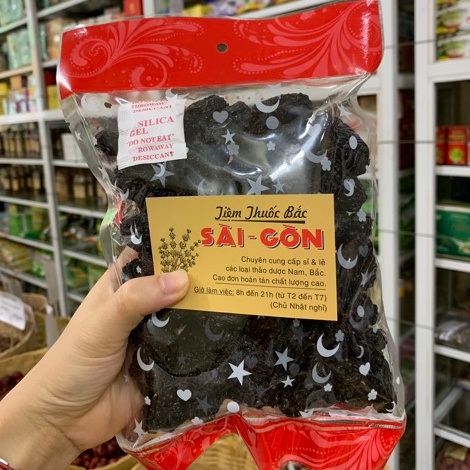 THROWAWAY
DESICCANT
SILICA
GEL
"DO NOT EAT"
ROWAWAY
DESICCANT
Tiệm Thuốc Bắc
SÀI-GÒN
Chuyên cung cấp sỉ & lẻ
các loại thảo dược Nam, Bắc.
Cao đơn hoàn tán chất lượng cao.
Giờ làm việc: 8h đến 21h (từ T2 đến T7)
(Chủ Nhật nghỉ)